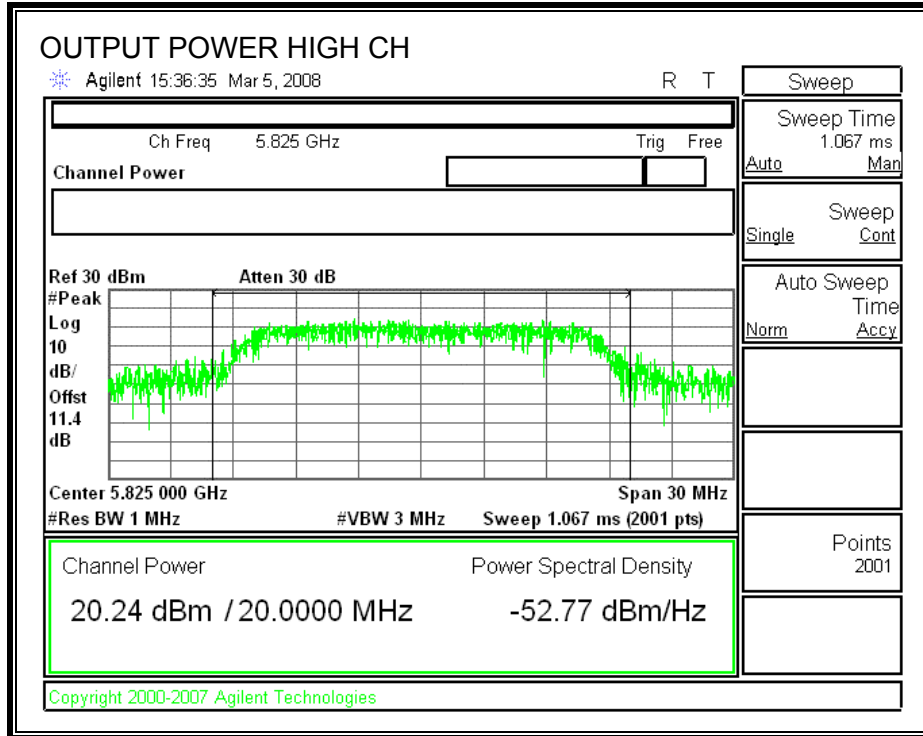 OUTPUT POWER HIGH CH
Agilent 15:36:35 Mar 5, 2008 R T
Ch Freq 5.825 GHz Trig Free
Channel Power
Ref 30 dBm Atten 30 dB
#Peak
Log
10
dB/
Offst
11.4
dB
Center 5.825 000 GHz Span 30 MHz
#Res BW 1 MHz #VBW 3 MHz Sweep 1.067 ms (2001 pts)
Channel Power Power Spectral Density
20.24 dBm / 20.0000 MHz -52.77 dBm/Hz
Copyright 2000-2007 Agilent Technologies
Sweep
Sweep Time
1.067 ms
Auto Man
Sweep
Single Cont
Auto Sweep
Time
Norm Accy
Points
2001